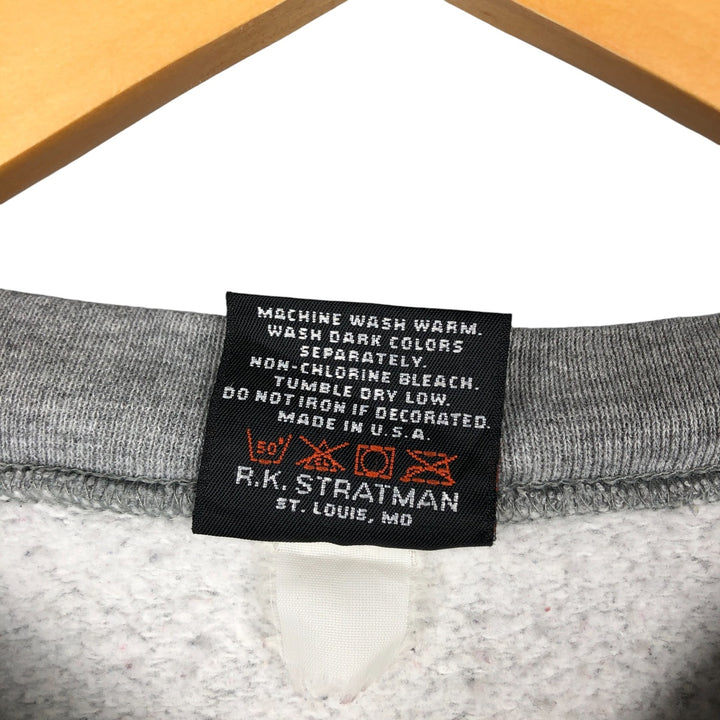 MACHINE WASH WARM.
WASH DARK COLORS
SEPARATELY.
NON-CHLORINE BLEACH.
TUMBLE DRY LOW.
DO NOT IRON IF DECORATED.
MADE IN U.S.A.
50°
R.K. STRATMAN
ST. LOUIS, MO